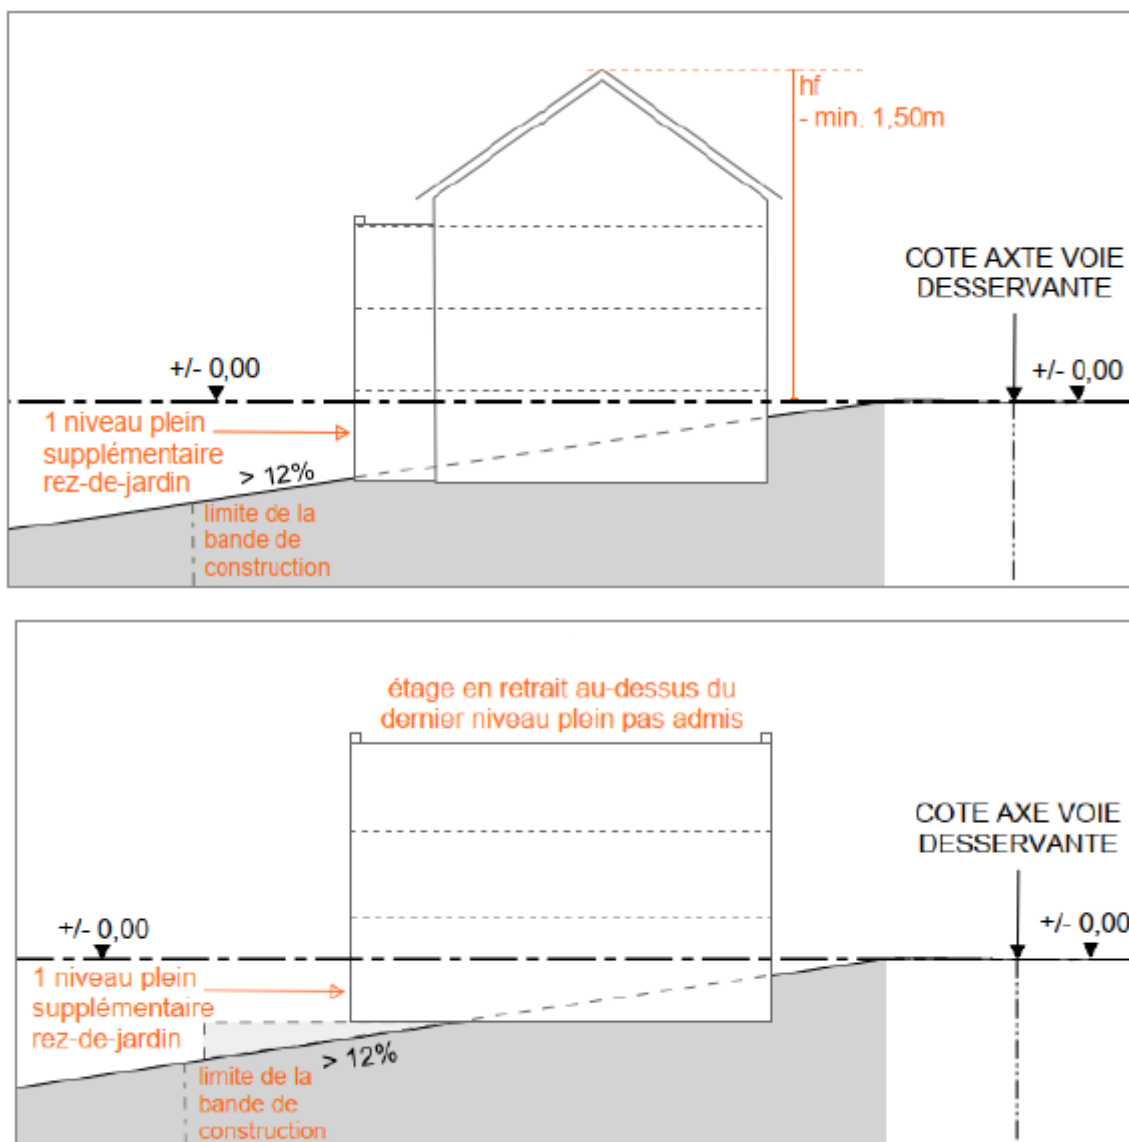 hf
- min. 1,50m
COTE AXTE VOIE
DESSERVANTE
+/- 0,00
+/- 0,00
1 niveau plein
supplémentaire
rez-de-jardin
> 12%
limite de la
bande de
construction
étage en retrait au-dessus du
dernier niveau plein pas admis
COTE AXE VOIE
DESSERVANTE
+/- 0,00
+/- 0,00
1 niveau plein
supplémentaire
rez-de-jardin
> 12%
limite de la
bande de
construction